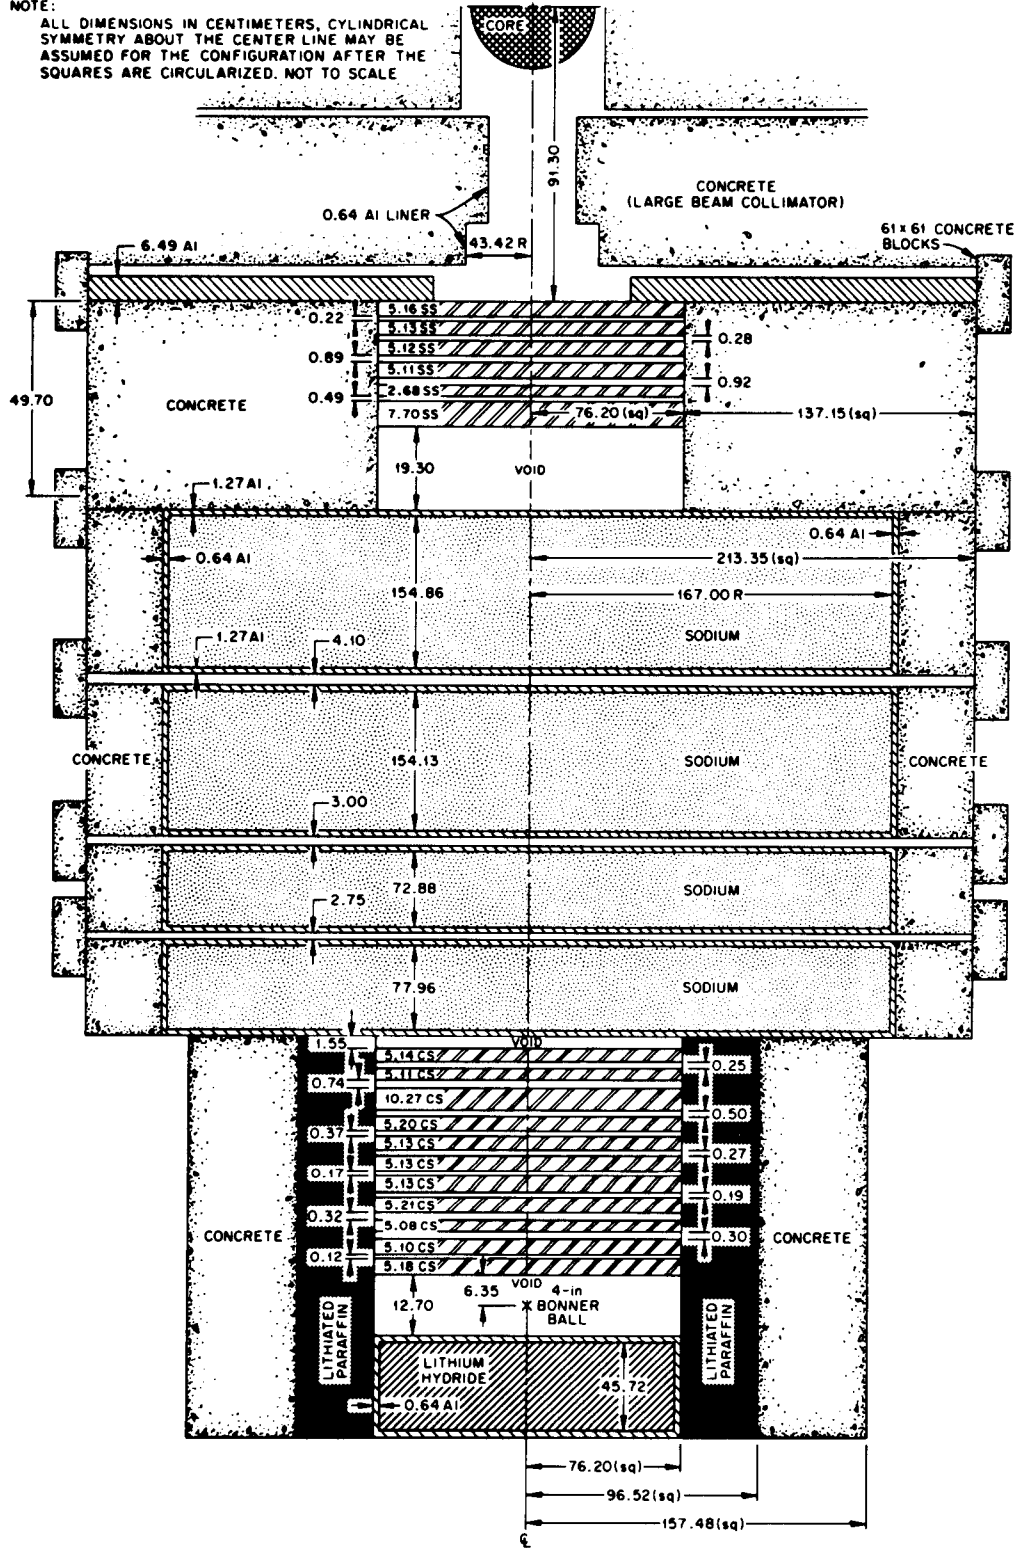 NOTE:
ALL DIMENSIONS IN CENTIMETERS, CYLINDRICAL
SYMMETRY ABOUT THE CENTER LINE MAY BE
ASSUMED FOR THE CONFIGURATION AFTER THE
SQUARES ARE CIRCULARIZED. NOT TO SCALE
CORE
91.30
CONCRETE
(LARGE BEAM COLLIMATOR)
0.64 Al LINER
43.42 R
61 x 61 CONCRETE
BLOCKS
6.49 Al
5.16 SS
0.22
5.13 SS
0.28
5.12 SS
0.89
5.11 SS
0.92
2.68 SS
0.49
7.70 SS
76.20 (sq)
137.15 (sq)
49.70
CONCRETE
19.30
VOID
1.27 Al
0.64 Al
0.64 Al
213.35 (sq)
154.86
167.00 R
SODIUM
1.27 Al
4.10
CONCRETE
154.13
SODIUM
CONCRETE
3.00
72.88
SODIUM
2.75
77.96
SODIUM
1.55
VOID
5.14 CS
0.25
5.11 CS
0.74
10.27 CS
0.50
5.20 CS
0.37
5.13 CS
0.27
5.13 CS
0.17
5.13 CS
0.19
5.21 CS
0.32
5.08 CS
0.30
CONCRETE
CONCRETE
5.10 CS
0.12
5.18 CS
VOID
6.35
4-in
BONNER
BALL
12.70
LITHIATED
PARAFFIN
LITHIATED
PARAFFIN
LITHIUM
HYDRIDE
45.72
0.64 Al
76.20 (sq)
96.52 (sq)
157.48 (sq)
℄